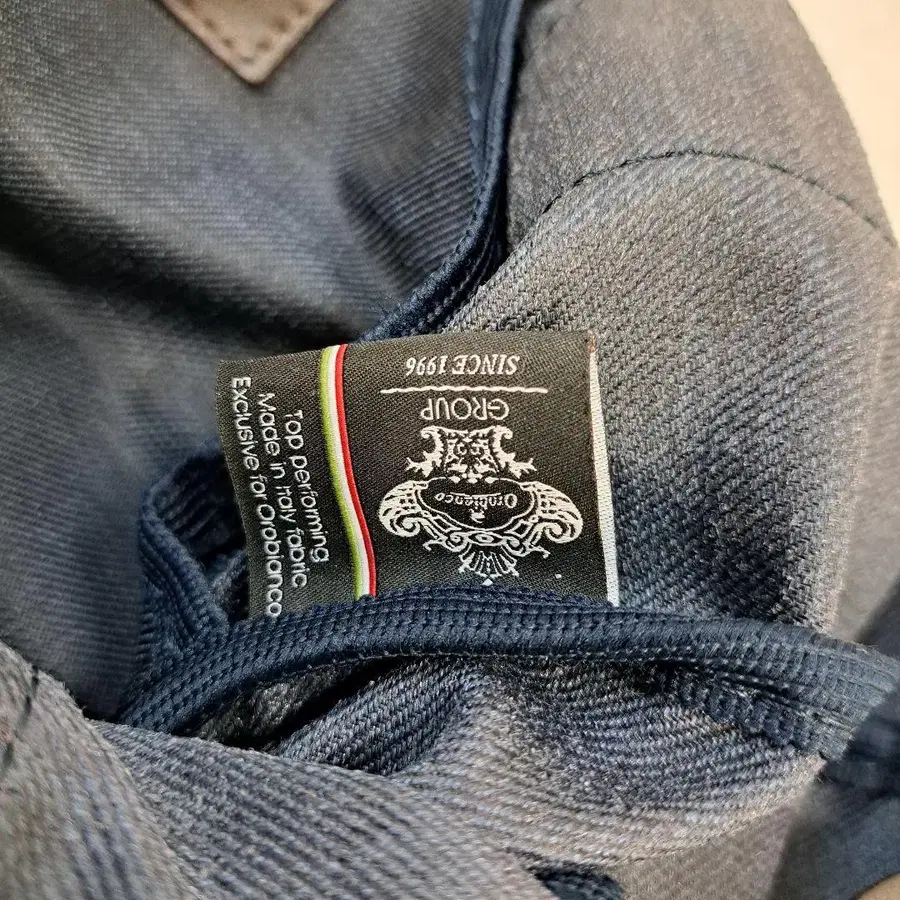 Orobianco
GROUP
SINCE 1996
Top performing
Made in Italy fabric
Exclusive for Orobianco